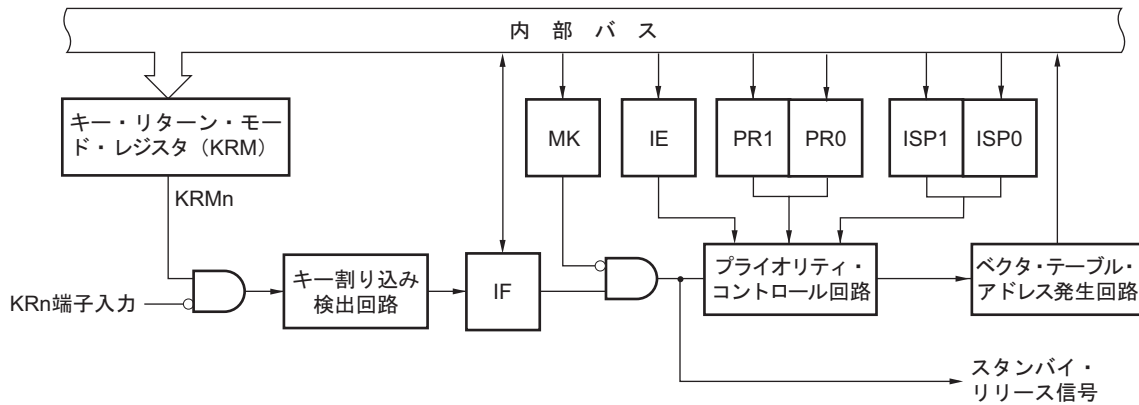 内 部 バ ス
キー・リターン・モー
ド・レジスタ（KRM）
MK
IE
PR1
PR0
ISP1
ISP0
KRMn
KRn端子入力
キー割り込み
検出回路
IF
プライオリティ・
コントロール回路
ベクタ・テーブル・
アドレス発生回路
スタンバイ・
リリース信号